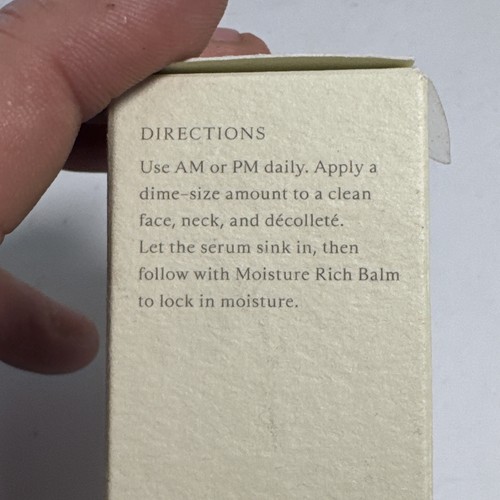 DIRECTIONS
Use AM or PM daily. Apply a
dime-size amount to a clean
face, neck, and décolleté.
Let the serum sink in, then
follow with Moisture Rich Balm
to lock in moisture.